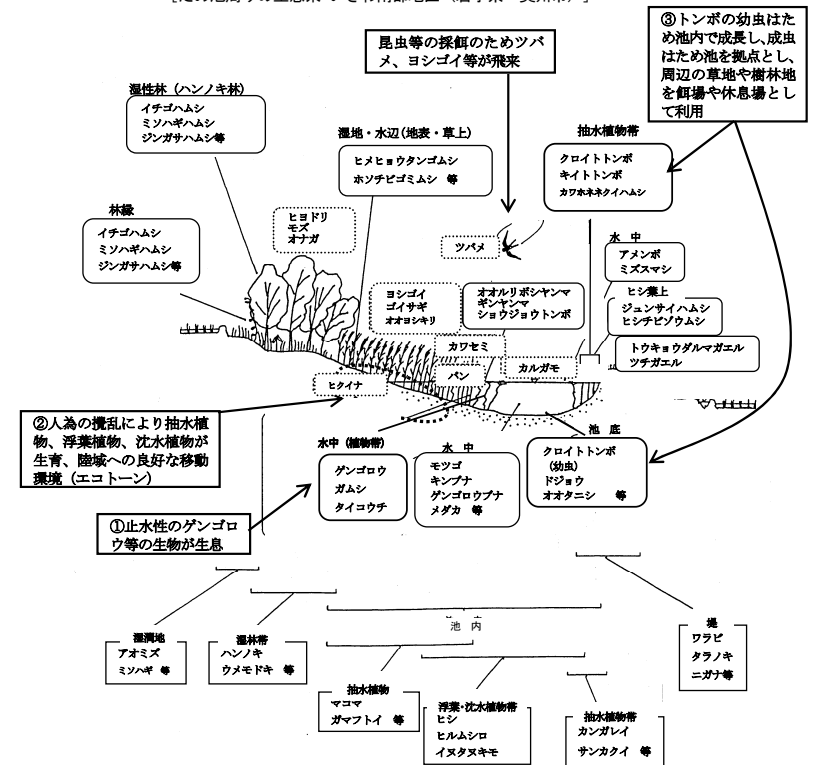 昆虫等の採餌のためツバ
メ、ヨシゴイ等が飛来
③トンボの幼虫はた
め池内で成長し、成虫
はため池を拠点とし、
周辺の草地や樹林地
を餌場や休息場とし
て利用
湿性林（ハンノキ林）
イチゴハムシ
ミソハギハムシ
ジンガサハムシ等
湿地・水辺（地表・草上）
ヒメヒョウタンゴムシ
ホソチビゴミムシ 等
抽水植物帯
クロイトトンボ
キイトトンボ
カワホネネクイハムシ
林縁
イチゴハムシ
ミソハギハムシ
ジンガサハムシ等
ヒヨドリ
モズ
オナガ
ツバメ
水 中
アメンボ
ミズスマシ
ヒシ葉上
ジュンサイハムシ
ヒシチビゾウムシ
ヨシゴイ
ゴイサギ
オオヨシキリ
オオルリボシヤンマ
ギンヤンマ
ショウジョウトンボ
トウキョウダルマガエル
ツチガエル
カワセミ
バン
カルガモ
ヒクイナ
②人為の攪乱により抽水植
物、浮葉植物、沈水植物が
生育、陸域への良好な移動
環境（エコトーン）
水中（植物帯）
ゲンゴロウ
ガムシ
タイコウチ
水 中
モツゴ
キンブナ
ゲンゴロウブナ
メダカ 等
池 底
クロイトトンボ
（幼虫）
ドジョウ
オオタニシ 等
①止水性のゲンゴロ
ウ等の生物が生息
池 内
湿潤地
アオミズ
ミソハギ 等
湿林帯
ハンノキ
ウメモドキ 等
堤
ワラビ
タラノキ
ニガナ等
抽水植物
マコマ
ガマフトイ 等
浮葉・沈水植物帯
ヒシ
ヒルムシロ
イヌタヌキモ
抽水植物帯
カンガレイ
サンカクイ 等